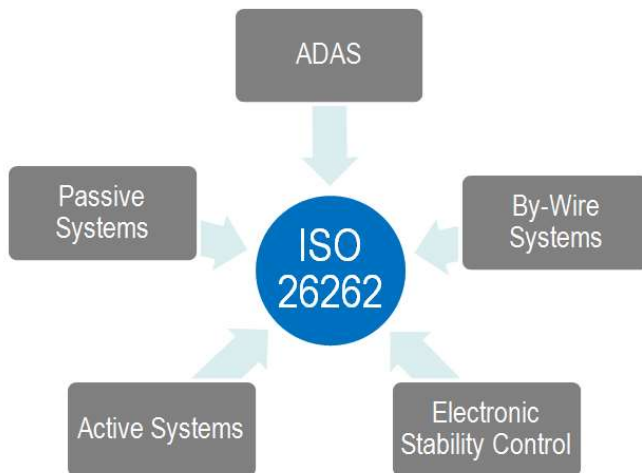 ADAS
Passive
Systems
By-Wire
Systems
ISO
26262
Active Systems
Electronic
Stability Control